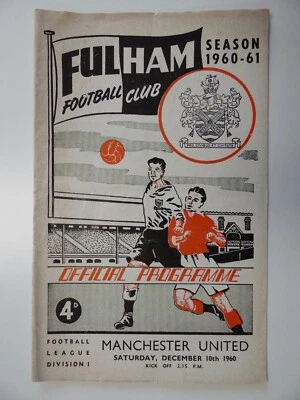 FULHAM
FOOTBALL CLUB
SEASON
1960-61
OFFICIAL PROGRAMME
4D
FOOTBALL
LEAGUE
DIVISION I
MANCHESTER UNITED
SATURDAY, DECEMBER 10th 1960
KICK OFF 2.15 P.M.